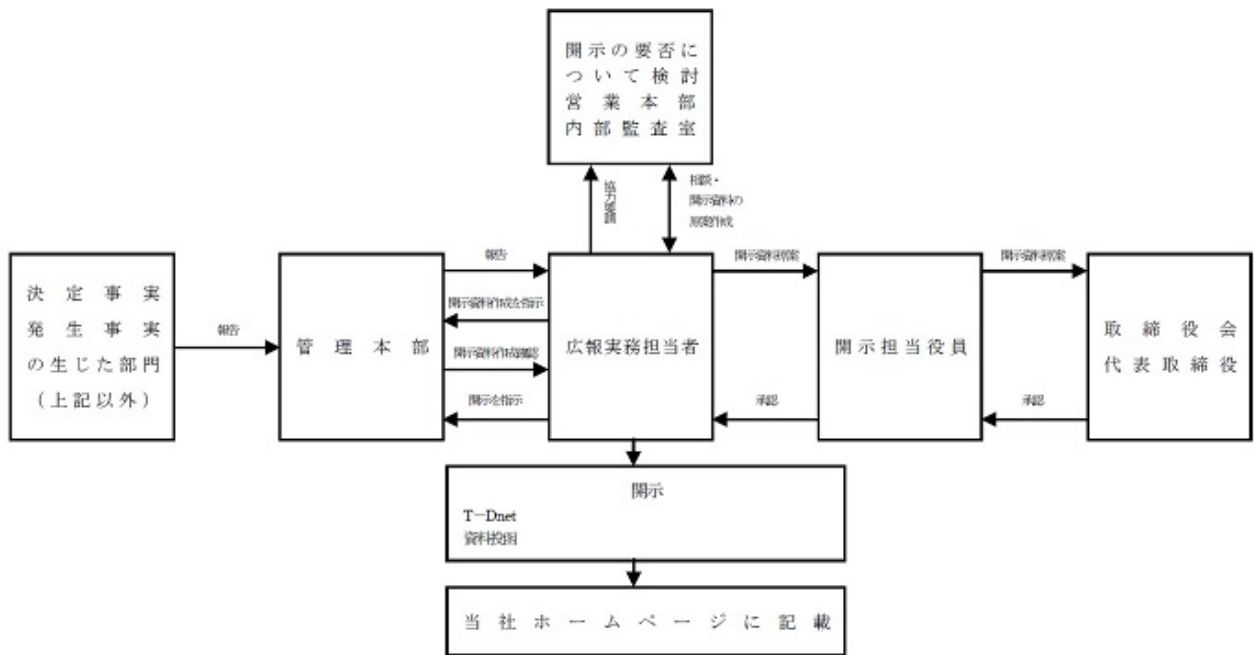 開示の要否に
ついて検討
営業本部
内部監査室
協力要請
相談・
開示資料の
原案作成
決定事実
発生事実
の生じた部門
(上記以外)
報告
管理本部
報告
開示資料作成を指示
開示資料作成確認
開示を指示
広報実務担当者
開示資料原案
承認
開示担当役員
開示資料原案
承認
取締役会
代表取締役
開示
T-Dnet
資料投函
当社ホームページに記載